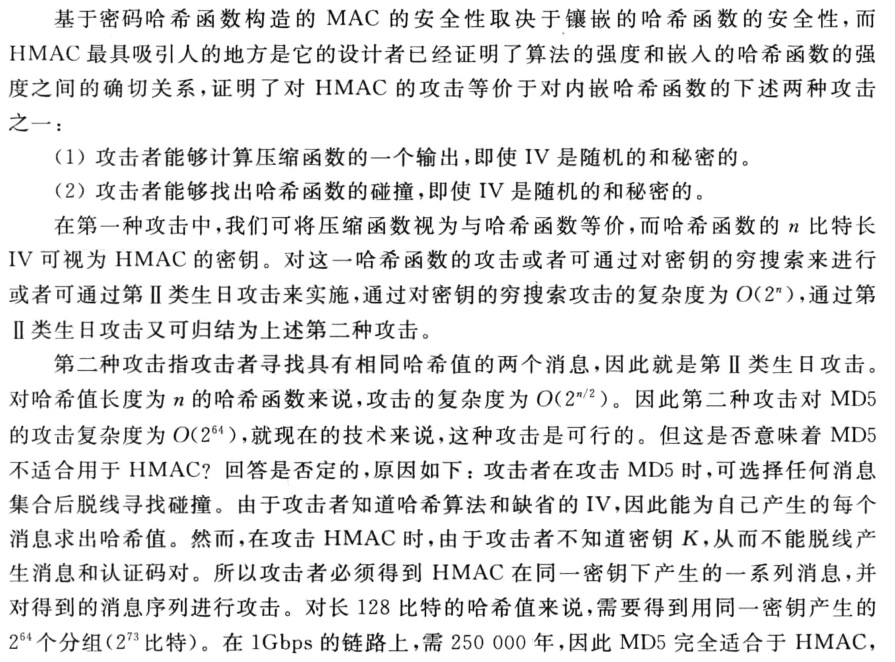 基于密码哈希函数构造的 MAC 的安全性取决于镶嵌的哈希函数的安全性,而
HMAC 最具吸引人的地方是它的设计者已经证明了算法的强度和嵌入的哈希函数的强
度之间的确切关系,证明了对 HMAC 的攻击等价于对内嵌哈希函数的下述两种攻击
之一:
(1) 攻击者能够计算压缩函数的一个输出,即使 IV 是随机的和秘密的。
(2) 攻击者能够找出哈希函数的碰撞,即使 IV 是随机的和秘密的。
在第一种攻击中,我们可将压缩函数视为与哈希函数等价,而哈希函数的 n 比特长
IV 可视为 HMAC 的密钥。对这一哈希函数的攻击或者可通过对密钥的穷搜索来进行
或者可通过第Ⅱ类生日攻击来实施,通过对密钥的穷搜索攻击的复杂度为 O(2ⁿ),通过第
Ⅱ类生日攻击又可归结为上述第二种攻击。
第二种攻击指攻击者寻找具有相同哈希值的两个消息,因此就是第Ⅱ类生日攻击。
对哈希值长度为 n 的哈希函数来说,攻击的复杂度为 O(2^{n/2})。因此第二种攻击对 MD5
的攻击复杂度为 O(2⁶⁴),就现在的技术来说,这种攻击是可行的。但这是否意味着 MD5
不适合用于 HMAC? 回答是否定的,原因如下:攻击者在攻击 MD5 时,可选择任何消息
集合后脱线寻找碰撞。由于攻击者知道哈希算法和缺省的 IV,因此能为自己产生的每个
消息求出哈希值。然而,在攻击 HMAC 时,由于攻击者不知道密钥 K,从而不能脱线产
生消息和认证码对。所以攻击者必须得到 HMAC 在同一密钥下产生的一系列消息,并
对得到的消息序列进行攻击。对长 128 比特的哈希值来说,需要得到用同一密钥产生的
2⁶⁴ 个分组(2⁷³ 比特)。在 1Gbps 的链路上,需 250 000 年,因此 MD5 完全适合于 HMAC,